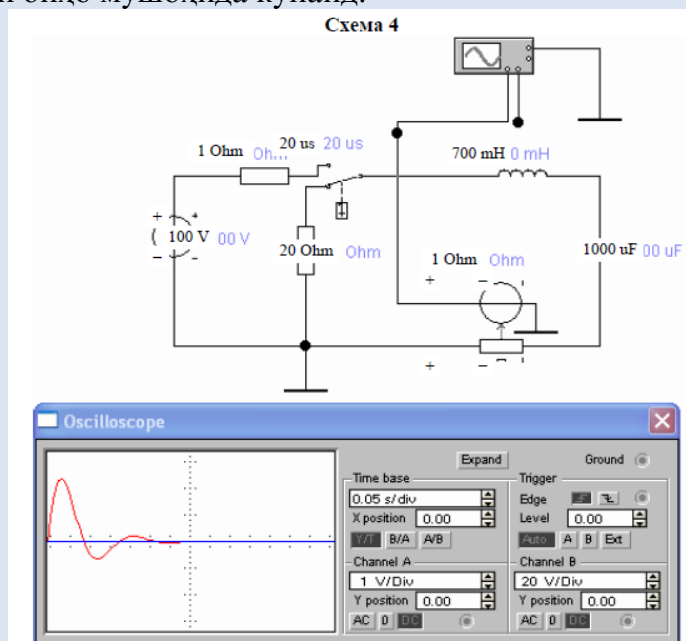 Схема 4
20 us 20 us
1 Ohm Oh...
700 mH 0 mH
+
100 V 00 V
−
20 Ohm Ohm
1 Ohm Ohm
1000 uF 00 uF
+ −
+ −
Oscilloscope
Expand Ground
Time base Trigger
0.05 s/div Edge
X position 0.00 Level 0.00
Y/T B/A A/B Auto A B Ext
Channel A Channel B
1 V/Div 20 V/Div
Y position 0.00 Y position 0.00
AC 0 DC AC 0 DC